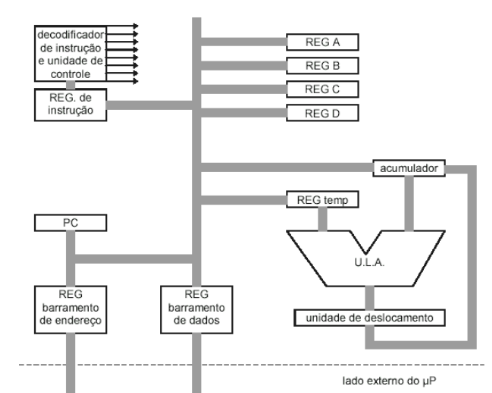 decodificador
de instrução
e unidade de
controle
REG. de
instrução
REG A
REG B
REG C
REG D
acumulador
REG temp
PC
U.L.A.
REG
barramento
de endereço
REG
barramento
de dados
unidade de deslocamento
lado externo do µP